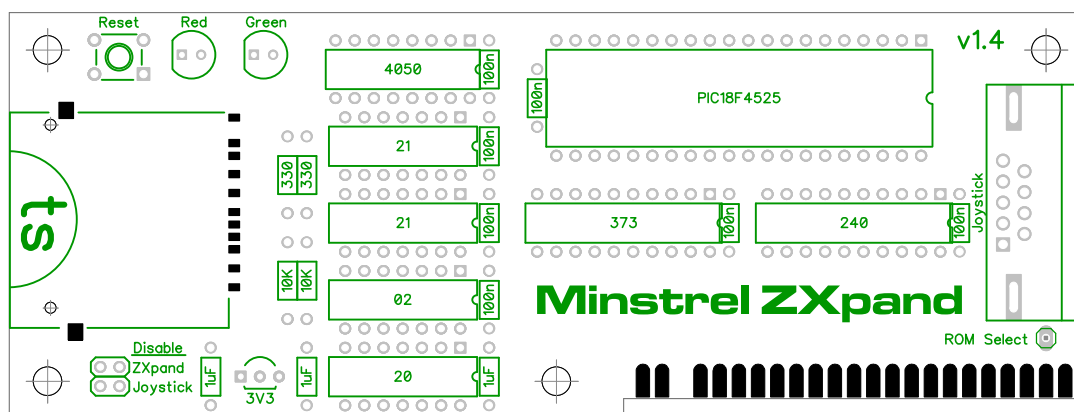 Reset
Red
Green
v1.4
4050
100n
100n
PIC18F4525
21
100n
330
330
ts
21
100n
373
100n
240
100n
Joystick
10K
10K
02
100n
Minstrel ZXpand
ROM Select
Disable
ZXpand
Joystick
1uF
3V3
1uF
20
1uF